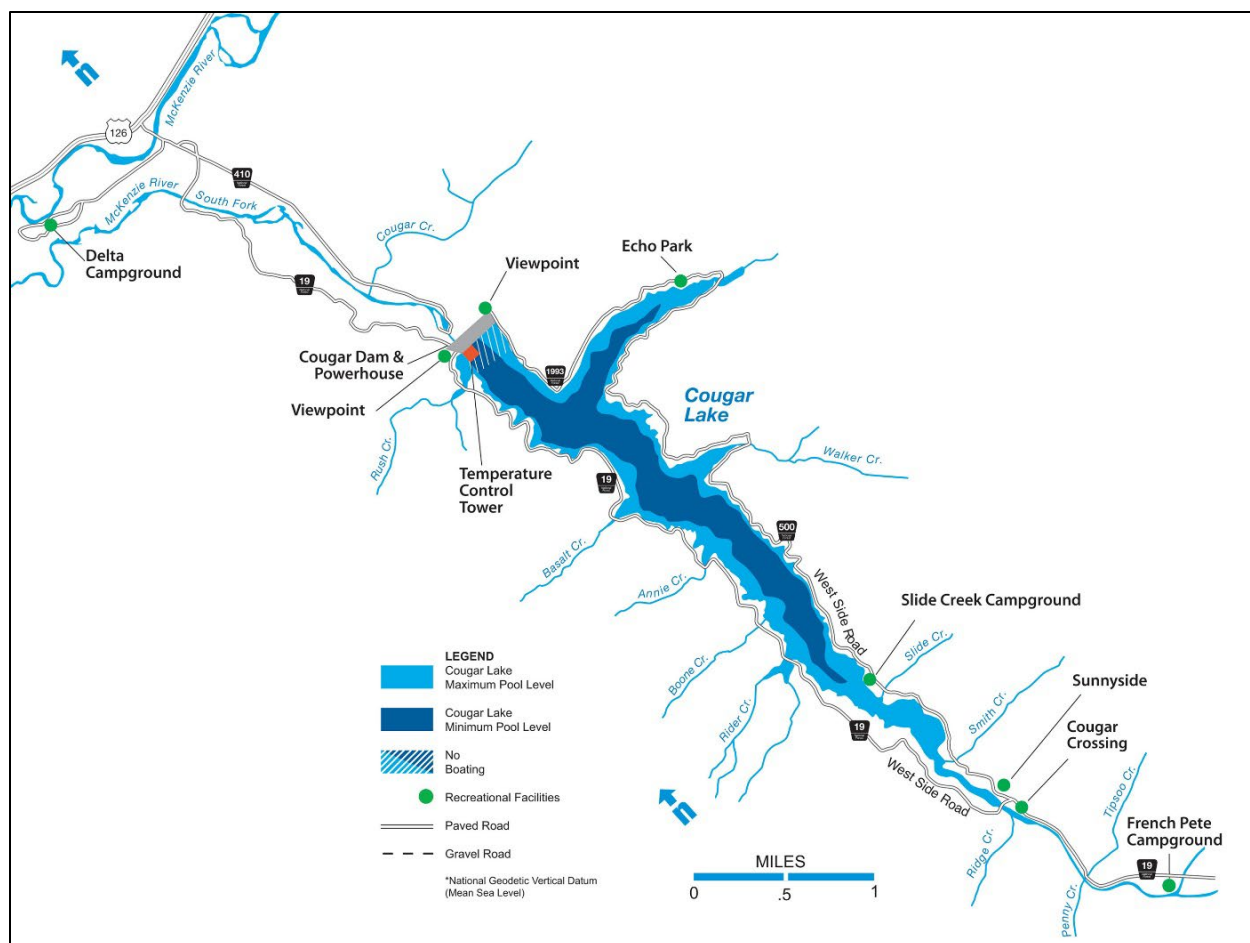 n
McKenzie River
126
410
McKenzie River
South Fork
Cougar Cr.
Delta
Campground
19
Viewpoint
Echo Park
Cougar Dam &
Powerhouse
Viewpoint
1993
Cougar
Lake
Rush Cr.
Temperature
Control
Tower
19
Walker Cr.
500
Basalt Cr.
Annie Cr.
West Side Road
Slide Creek Campground
Slide Cr.
Boone Cr.
Rider Cr.
19
West Side Road
Smith Cr.
Sunnyside
Cougar
Crossing
Tipsoo Cr.
Ridge Cr.
French Pete
Campground
19
Penny Cr.
LEGEND
Cougar Lake
Maximum Pool Level
Cougar Lake
Minimum Pool Level
No
Boating
Recreational Facilities
Paved Road
Gravel Road
*National Geodetic Vertical Datum
(Mean Sea Level)
n
MILES
0 .5 1